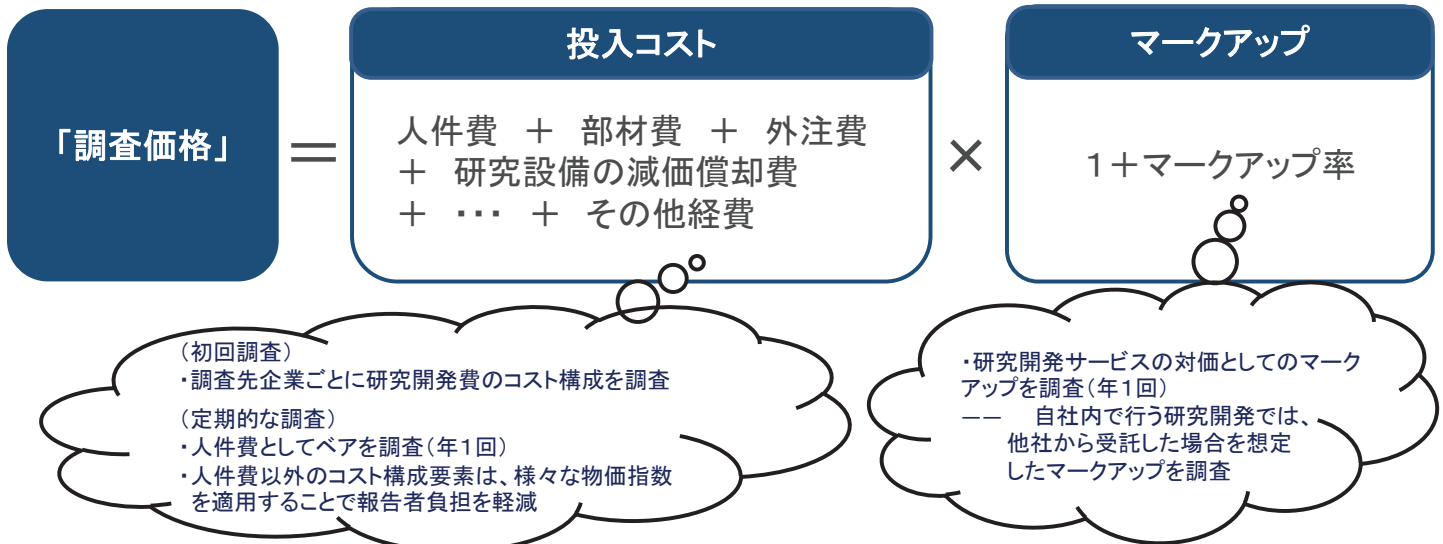 「調査価格」
＝
投入コスト
人件費　＋　部材費　＋　外注費
＋　研究設備の減価償却費
＋　・・・　＋　その他経費
×
マークアップ
１＋マークアップ率
（初回調査）
・調査先企業ごとに研究開発費のコスト構成を調査
（定期的な調査）
・人件費としてベアを調査（年１回）
・人件費以外のコスト構成要素は、様々な物価指数
を適用することで報告者負担を軽減
・研究開発サービスの対価としてのマーク
アップを調査（年１回）
――　自社内で行う研究開発では、
他社から受託した場合を想定
したマークアップを調査